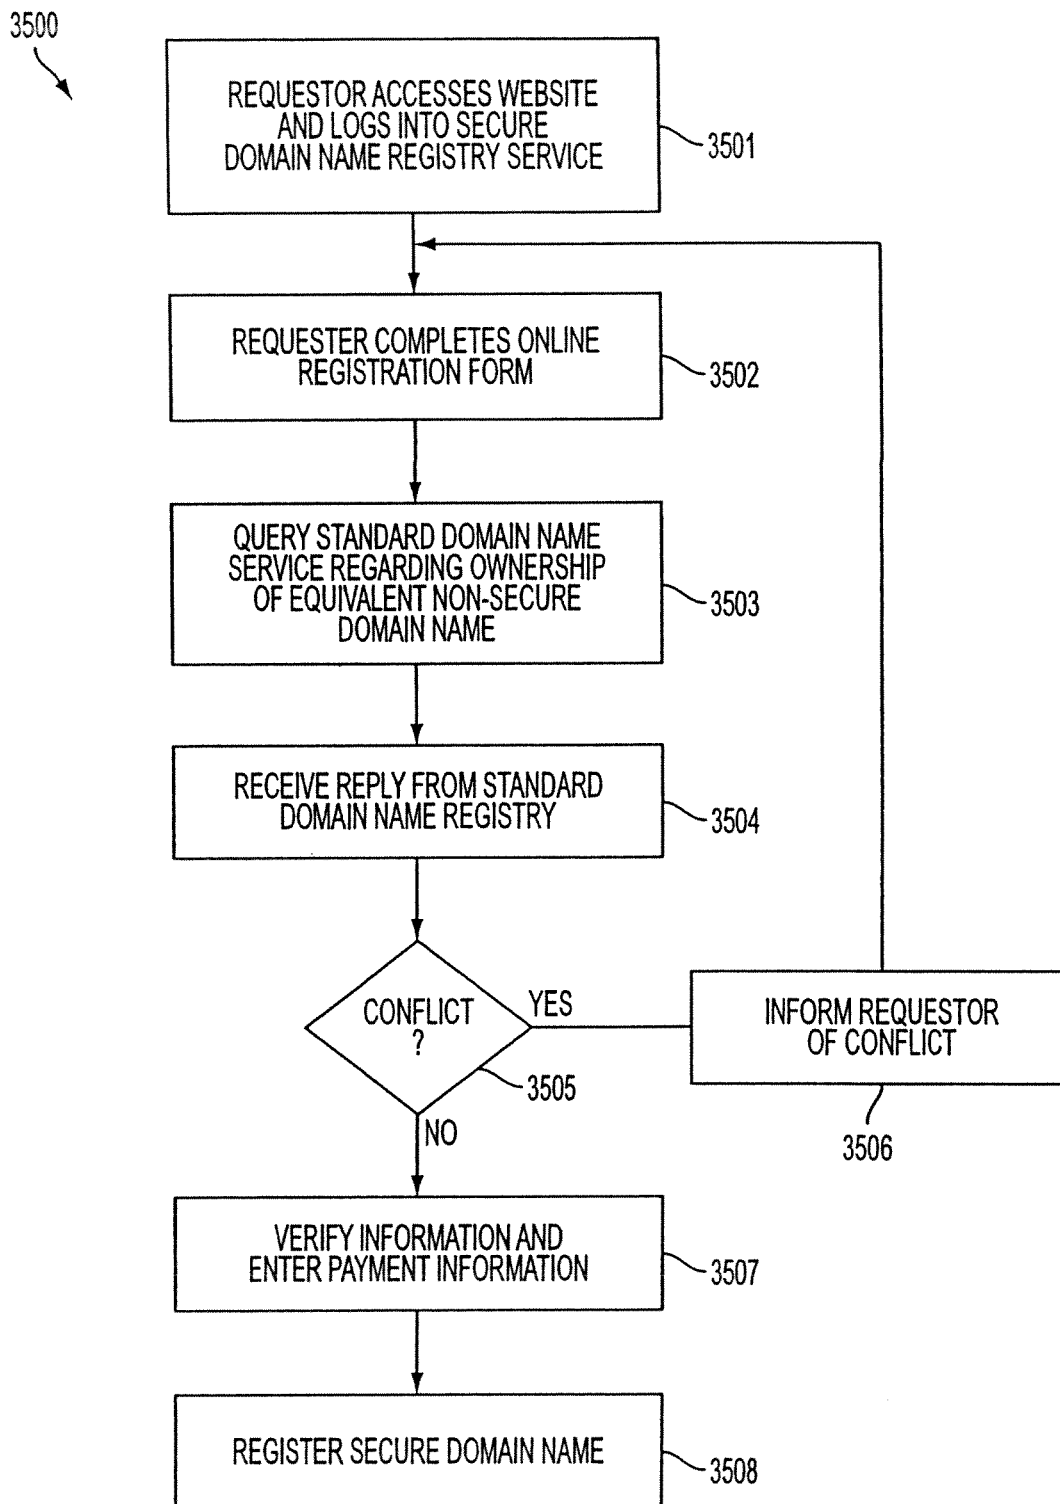 3500
REQUESTOR ACCESSES WEBSITE
AND LOGS INTO SECURE
DOMAIN NAME REGISTRY SERVICE
3501
REQUESTER COMPLETES ONLINE
REGISTRATION FORM
3502
QUERY STANDARD DOMAIN NAME
SERVICE REGARDING OWNERSHIP
OF EQUIVALENT NON-SECURE
DOMAIN NAME
3503
RECEIVE REPLY FROM STANDARD
DOMAIN NAME REGISTRY
3504
CONFLICT
?
YES
3505
INFORM REQUESTOR
OF CONFLICT
3506
NO
VERIFY INFORMATION AND
ENTER PAYMENT INFORMATION
3507
REGISTER SECURE DOMAIN NAME
3508